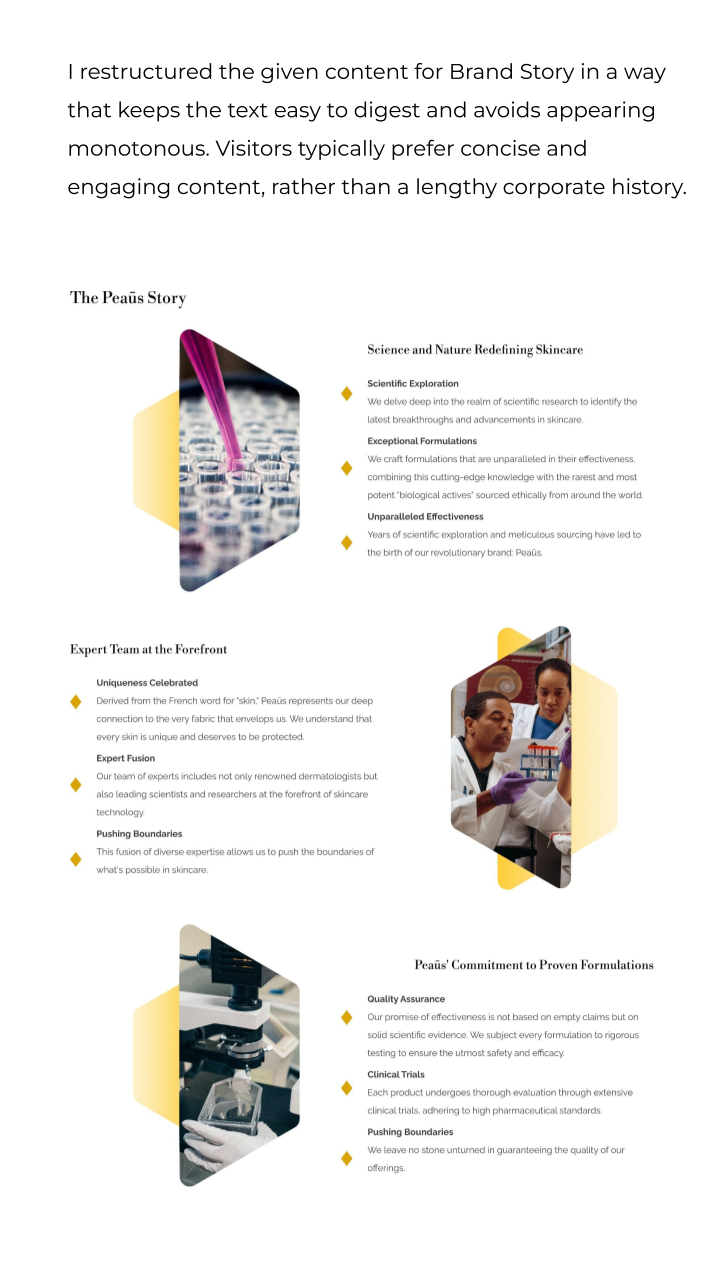 I restructured the given content for Brand Story in a way
that keeps the text easy to digest and avoids appearing
monotonous. Visitors typically prefer concise and
engaging content, rather than a lengthy corporate history.
The Peaūs Story
Science and Nature Redefining Skincare
Scientific Exploration
We delve deep into the realm of scientific research to identify the
latest breakthroughs and advancements in skincare.
Exceptional Formulations
We craft formulations that are unparalleled in their effectiveness,
combining this cutting-edge knowledge with the rarest and most
potent "biological actives" sourced ethically from around the world.
Unparalleled Effectiveness
Years of scientific exploration and meticulous sourcing have led to
the birth of our revolutionary brand: Peaūs.
Expert Team at the Forefront
Uniqueness Celebrated
Derived from the French word for "skin," Peaūs represents our deep
connection to the very fabric that envelops us. We understand that
every skin is unique and deserves to be protected.
Expert Fusion
Our team of experts includes not only renowned dermatologists but
also leading scientists and researchers at the forefront of skincare
technology.
Pushing Boundaries
This fusion of diverse expertise allows us to push the boundaries of
what's possible in skincare.
Peaūs' Commitment to Proven Formulations
Quality Assurance
Our promise of effectiveness is not based on empty claims but on
solid scientific evidence. We subject every formulation to rigorous
testing to ensure the utmost safety and efficacy.
Clinical Trials
Each product undergoes thorough evaluation through extensive
clinical trials, adhering to high pharmaceutical standards.
Pushing Boundaries
We leave no stone unturned in guaranteeing the quality of our
offerings.